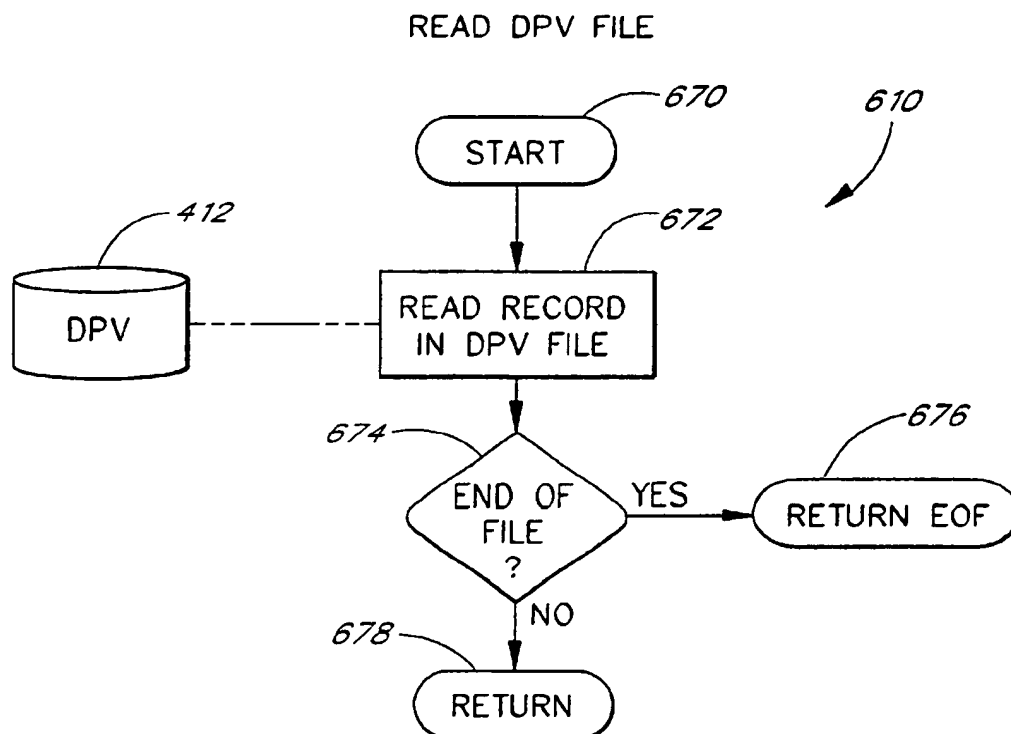 READ DPV FILE
670
610
START
412
672
DPV
READ RECORD
IN DPV FILE
674
676
END OF
FILE
?
YES
RETURN EOF
NO
678
RETURN